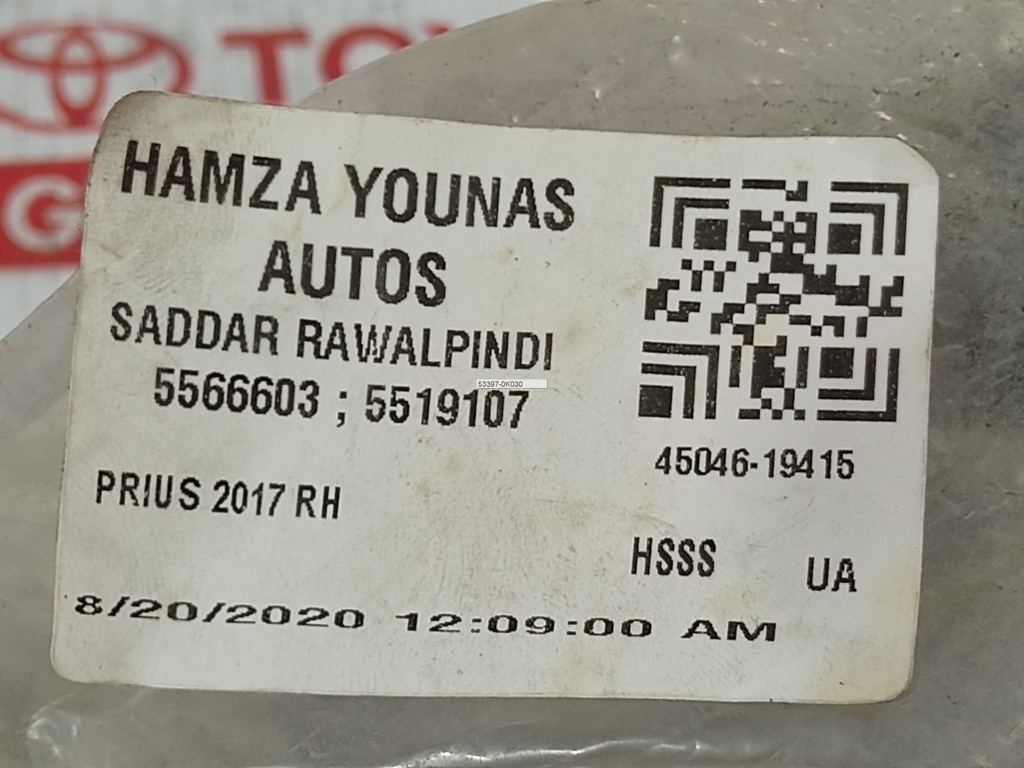 TOY
G
HAMZA YOUNAS
AUTOS
SADDAR RAWALPINDI
53397-0K030
5566603 ; 5519107
45046-19415
PRIUS 2017 RH
HSSS
UA
8/20/2020 12:09:00 AM